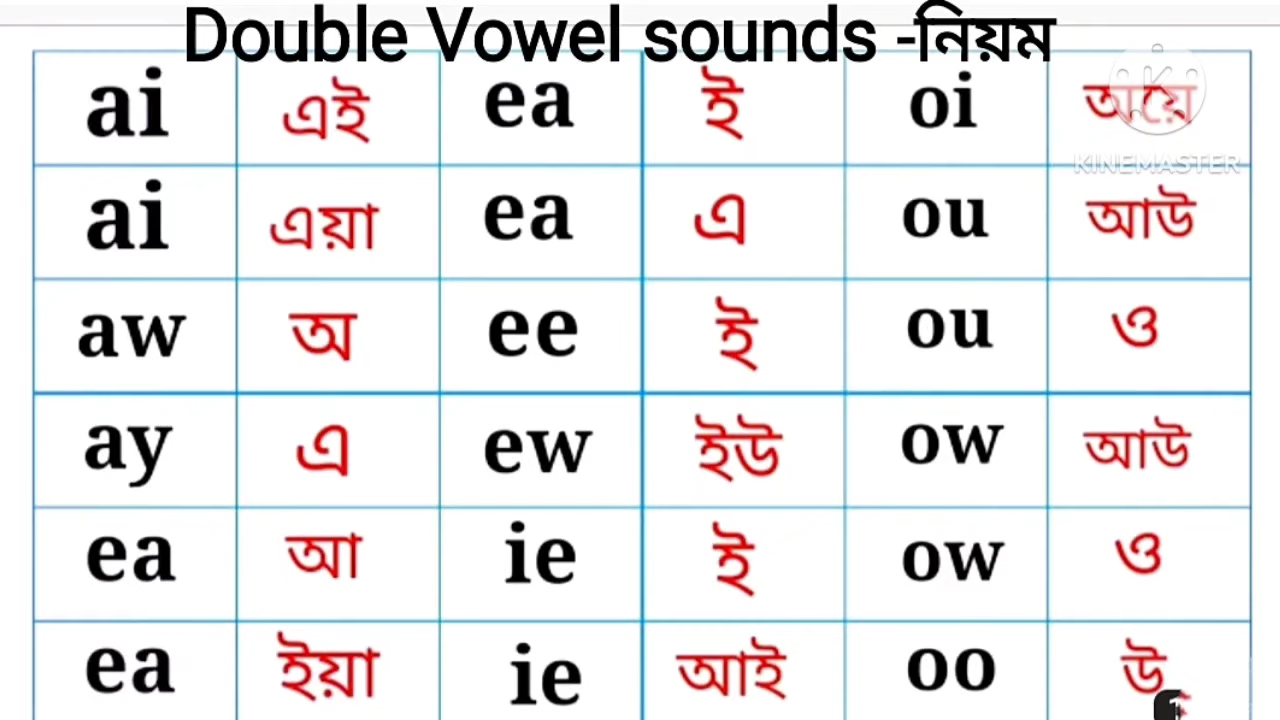 Double Vowel sounds -নিয়ম
ai এই ea ই oi অয়ে
KINEMASTER
ai এয়া ea এ ou আউ
aw অ ee ই ou ও
ay এ ew ইউ ow আউ
ea আ ie ই ow ও
ea ইয়া ie আই oo উ